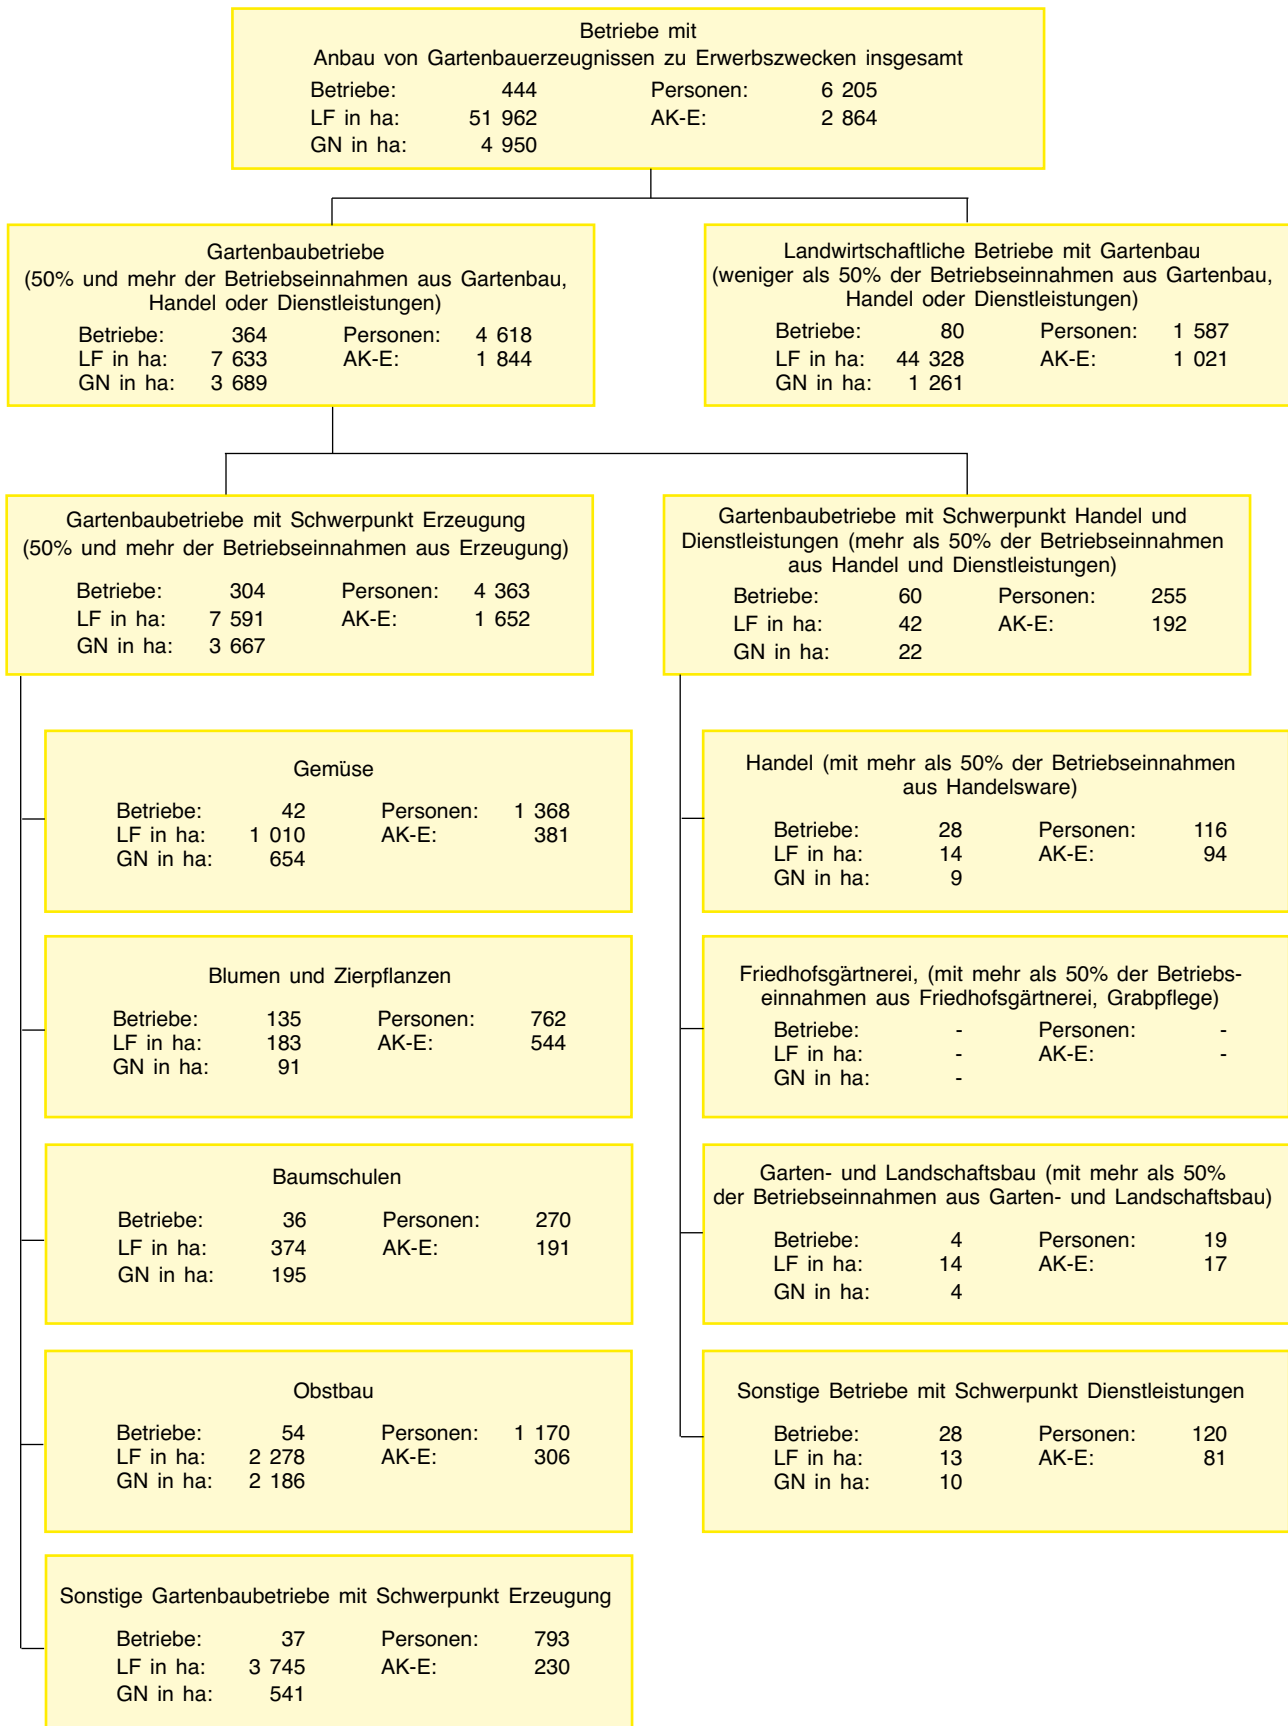 Betriebe mit
Anbau von Gartenbauerzeugnissen zu Erwerbszwecken insgesamt
Betriebe: 444 Personen: 6 205
LF in ha: 51 962 AK-E: 2 864
GN in ha: 4 950
Gartenbaubetriebe
(50% und mehr der Betriebseinnahmen aus Gartenbau,
Handel oder Dienstleistungen)
Betriebe: 364 Personen: 4 618
LF in ha: 7 633 AK-E: 1 844
GN in ha: 3 689
Landwirtschaftliche Betriebe mit Gartenbau
(weniger als 50% der Betriebseinnahmen aus Gartenbau,
Handel oder Dienstleistungen)
Betriebe: 80 Personen: 1 587
LF in ha: 44 328 AK-E: 1 021
GN in ha: 1 261
Gartenbaubetriebe mit Schwerpunkt Erzeugung
(50% und mehr der Betriebseinnahmen aus Erzeugung)
Betriebe: 304 Personen: 4 363
LF in ha: 7 591 AK-E: 1 652
GN in ha: 3 667
Gartenbaubetriebe mit Schwerpunkt Handel und
Dienstleistungen (mehr als 50% der Betriebseinnahmen
aus Handel und Dienstleistungen)
Betriebe: 60 Personen: 255
LF in ha: 42 AK-E: 192
GN in ha: 22
Gemüse
Betriebe: 42 Personen: 1 368
LF in ha: 1 010 AK-E: 381
GN in ha: 654
Blumen und Zierpflanzen
Betriebe: 135 Personen: 762
LF in ha: 183 AK-E: 544
GN in ha: 91
Baumschulen
Betriebe: 36 Personen: 270
LF in ha: 374 AK-E: 191
GN in ha: 195
Obstbau
Betriebe: 54 Personen: 1 170
LF in ha: 2 278 AK-E: 306
GN in ha: 2 186
Sonstige Gartenbaubetriebe mit Schwerpunkt Erzeugung
Betriebe: 37 Personen: 793
LF in ha: 3 745 AK-E: 230
GN in ha: 541
Handel (mit mehr als 50% der Betriebseinnahmen
aus Handelsware)
Betriebe: 28 Personen: 116
LF in ha: 14 AK-E: 94
GN in ha: 9
Friedhofsgärtnerei, (mit mehr als 50% der Betriebs-
einnahmen aus Friedhofsgärtnerei, Grabpflege)
Betriebe: - Personen: -
LF in ha: - AK-E: -
GN in ha: -
Garten- und Landschaftsbau (mit mehr als 50%
der Betriebseinnahmen aus Garten- und Landschaftsbau)
Betriebe: 4 Personen: 19
LF in ha: 14 AK-E: 17
GN in ha: 4
Sonstige Betriebe mit Schwerpunkt Dienstleistungen
Betriebe: 28 Personen: 120
LF in ha: 13 AK-E: 81
GN in ha: 10